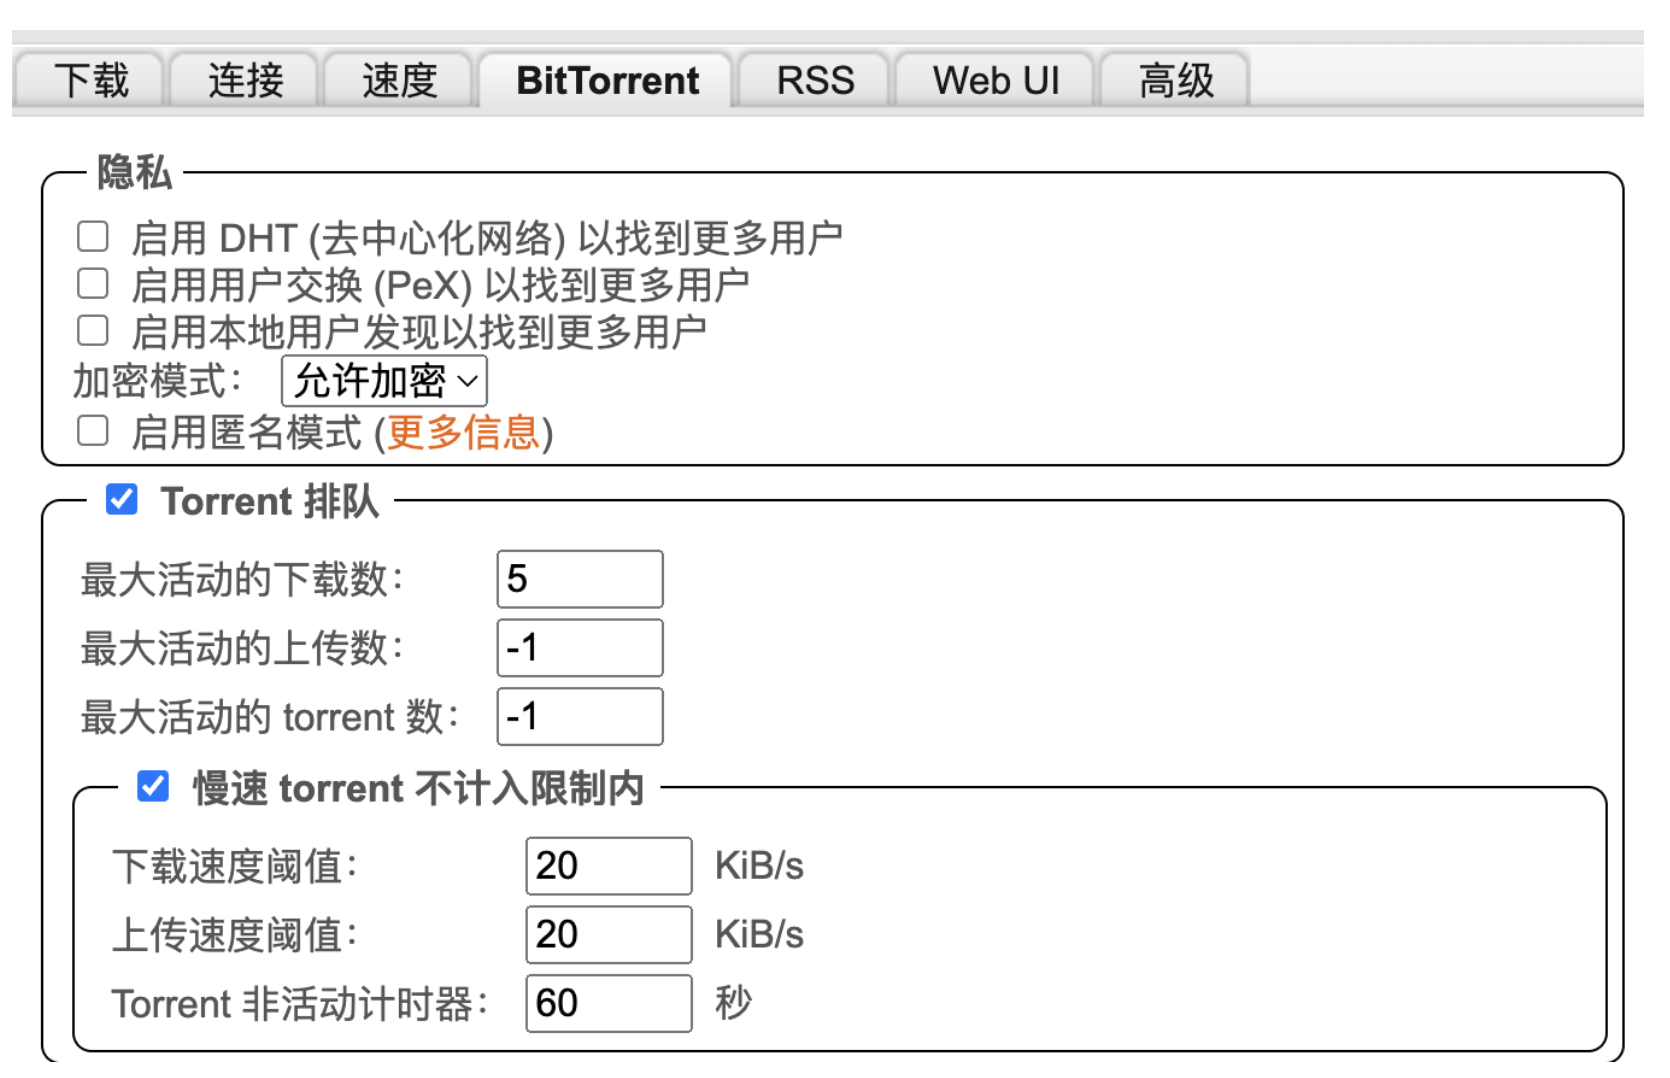 下载 连接 速度 BitTorrent RSS Web UI 高级
隐私
启用 DHT (去中心化网络) 以找到更多用户
启用用户交换 (PeX) 以找到更多用户
启用本地用户发现以找到更多用户
加密模式： 允许加密
启用匿名模式 (更多信息)
Torrent 排队
最大活动的下载数： 5
最大活动的上传数： -1
最大活动的 torrent 数： -1
慢速 torrent 不计入限制内
下载速度阈值： 20 KiB/s
上传速度阈值： 20 KiB/s
Torrent 非活动计时器： 60 秒